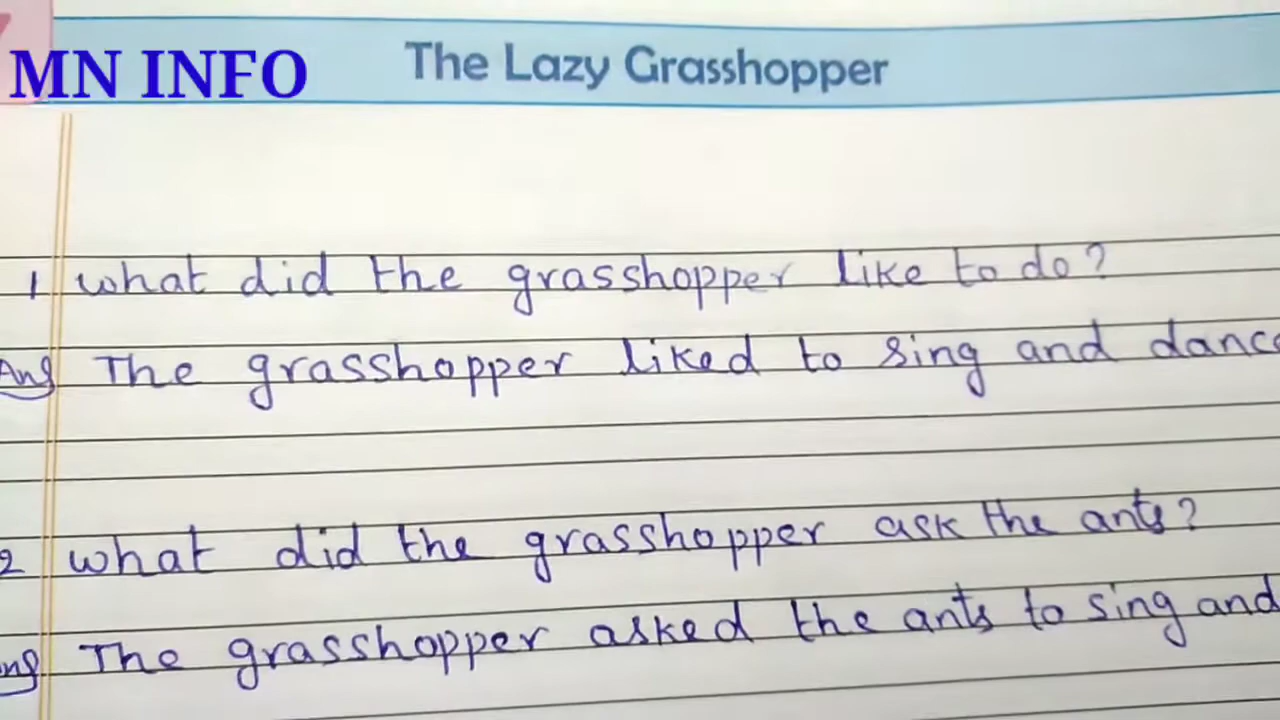 MN INFO
The Lazy Grasshopper
1 what did the grasshopper like to do?
Ans The grasshopper liked to sing and dance
2 what did the grasshopper ask the ants?
Ans The grasshopper asked the ants to sing and